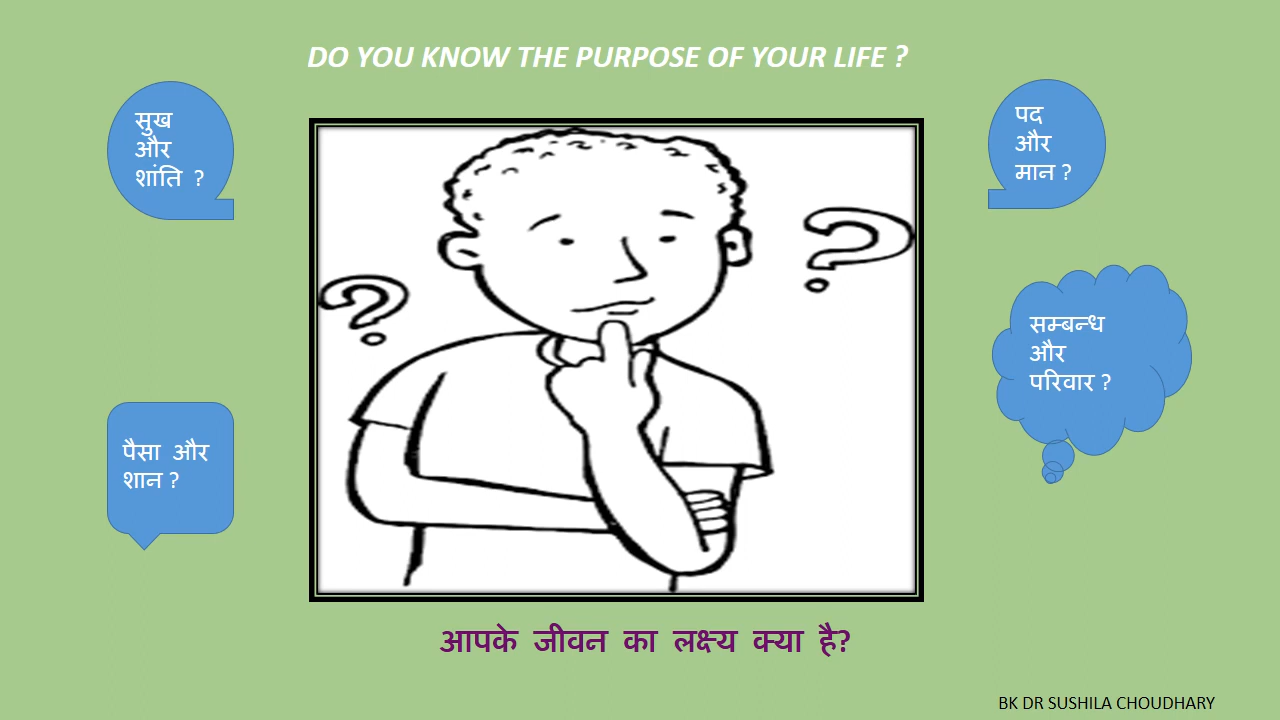 DO YOU KNOW THE PURPOSE OF YOUR LIFE ?
सुख
और
शांति ?
पद
और
मान ?
सम्बन्ध
और
परिवार ?
पैसा और
शान ?
आपके जीवन का लक्ष्य क्या है?
BK DR SUSHILA CHOUDHARY